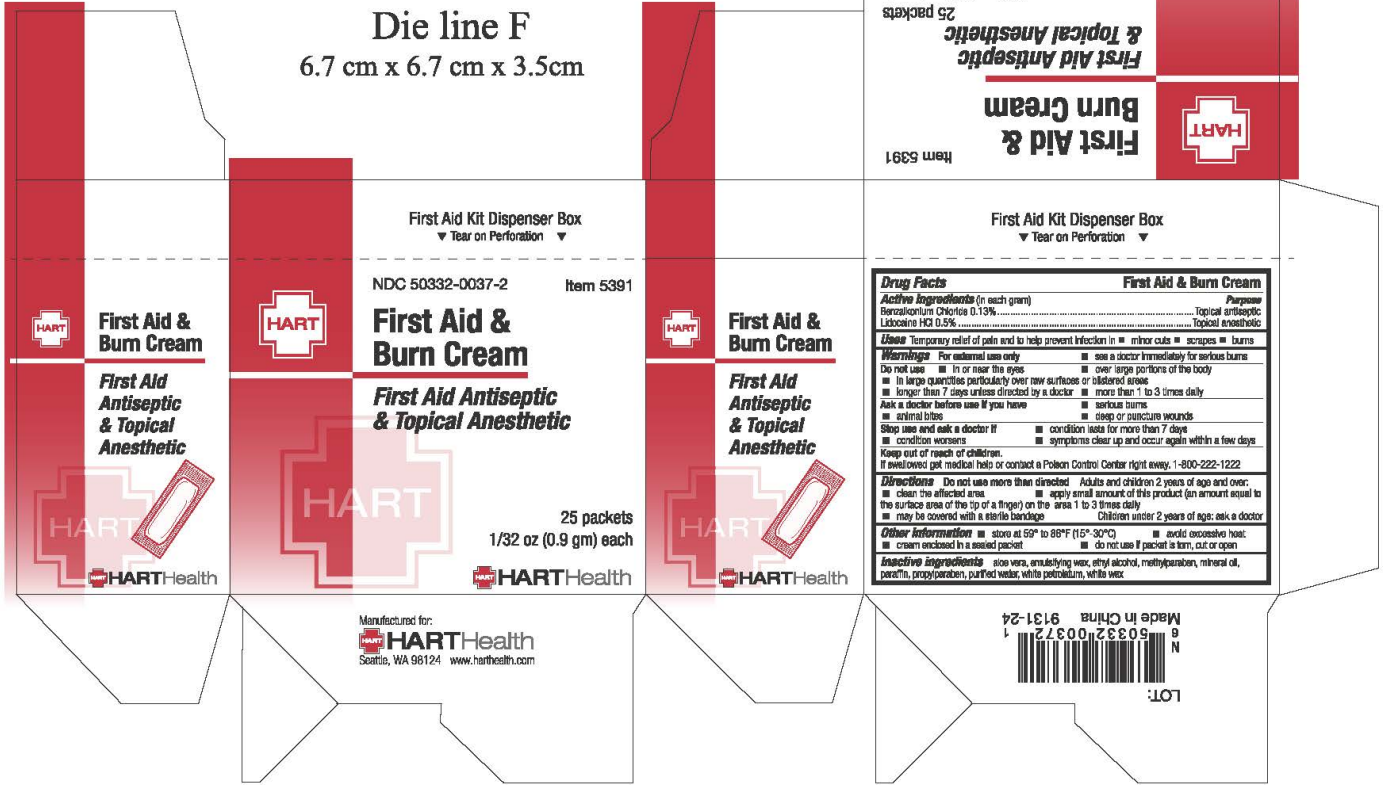 Die line F
6.7 cm x 6.7 cm x 3.5cm
Item 5391
HART
First Aid &
Burn Cream
First Aid Antiseptic
& Topical Anesthetic
25 packets
HART
First Aid &
Burn Cream
First Aid
Antiseptic
& Topical
Anesthetic
HART
HART HARTHealth
First Aid Kit Dispenser Box
▼ Tear on Perforation ▼
NDC 50332-0037-2 Item 5391
HART
First Aid &
Burn Cream
First Aid Antiseptic
& Topical Anesthetic
HART
25 packets
1/32 oz (0.9 gm) each
HART HARTHealth
Manufactured for:
HART HARTHealth
Seattle, WA 98124 www.harthealth.com
HART
First Aid &
Burn Cream
First Aid
Antiseptic
& Topical
Anesthetic
HART
HART HARTHealth
First Aid Kit Dispenser Box
▼ Tear on Perforation ▼
Drug Facts First Aid & Burn Cream
Active ingredients (in each gram) Purpose
Benzalkonium Chloride 0.13%........Topical antiseptic
Lidocaine HCl 0.5%........Topical anesthetic
Uses Temporary relief of pain and to help prevent infection in ■ minor cuts ■ scrapes ■ burns
Warnings For external use only ■ see a doctor immediately for serious burns
Do not use ■ in or near the eyes ■ over large portions of the body
■ in large quantities particularly over raw surfaces or blistered areas
■ longer than 7 days unless directed by a doctor ■ more than 1 to 3 times daily
Ask a doctor before use if you have ■ serious burns
■ animal bites ■ deep or puncture wounds
Stop use and ask a doctor if ■ condition lasts for more than 7 days
■ condition worsens ■ symptoms clear up and occur again within a few days
Keep out of reach of children.
If swallowed get medical help or contact a Poison Control Center right away. 1-800-222-1222
Directions Do not use more than directed Adults and children 2 years of age and over:
■ clean the affected area ■ apply small amount of this product (an amount equal to
the surface area of the tip of a finger) on the area 1 to 3 times daily
■ may be covered with a sterile bandage Children under 2 years of age: ask a doctor
Other information ■ store at 59° to 86°F (15°-30°C) ■ avoid excessive heat
■ cream enclosed in a sealed packet ■ do not use if packet is torn, cut or open
Inactive ingredients aloe vera, emulsifying wax, ethyl alcohol, methylparaben, mineral oil,
paraffin, propylparaben, purified water, white petrolatum, white wax
LOT:
N
8 50332 00372 1
Made in China 9131-24